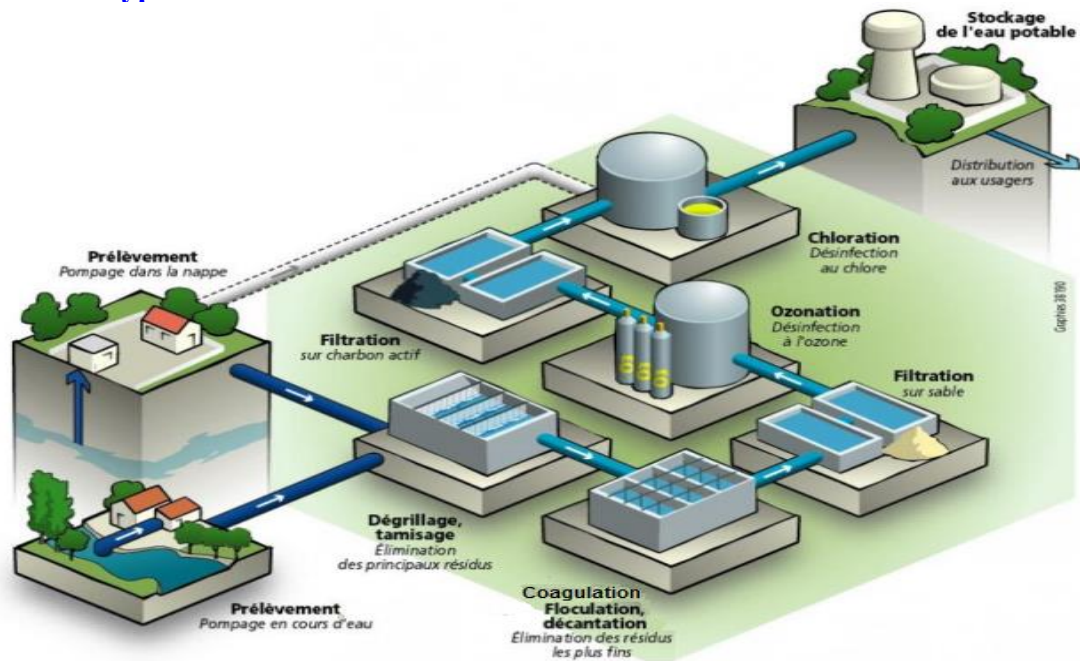 Stockage
de l'eau potable
Distribution
aux usagers
Prélèvement
Pompage dans la nappe
Chloration
Désinfection
au chlore
Graphies 38190
Ozonation
Désinfection
à l'ozone
Filtration
sur charbon actif
Filtration
sur sable
Dégrillage,
tamisage
Élimination
des principaux résidus
Prélèvement
Pompage en cours d'eau
Coagulation
Floculation,
décantation
Élimination des résidus
les plus fins